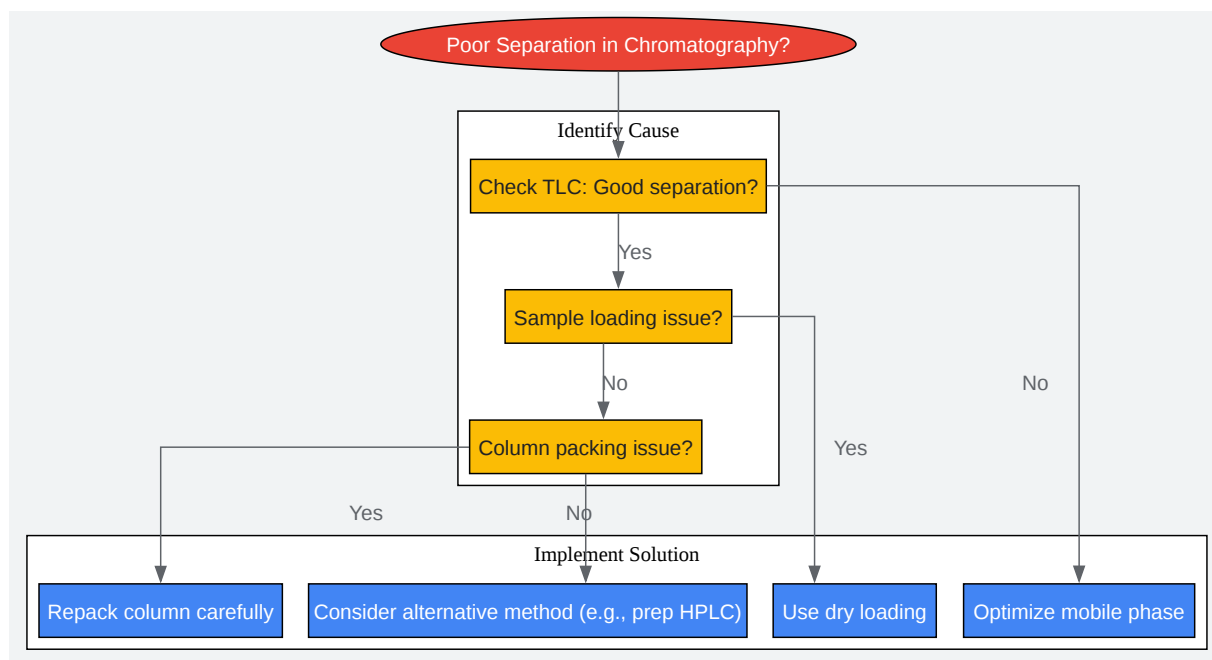 Poor Separation in Chromatography?
Identify Cause
Check TLC: Good separation?
Yes
Sample loading issue?
No
No
Column packing issue?
Yes
Yes
No
Implement Solution
Repack column carefully
Consider alternative method (e.g., prep HPLC)
Use dry loading
Optimize mobile phase